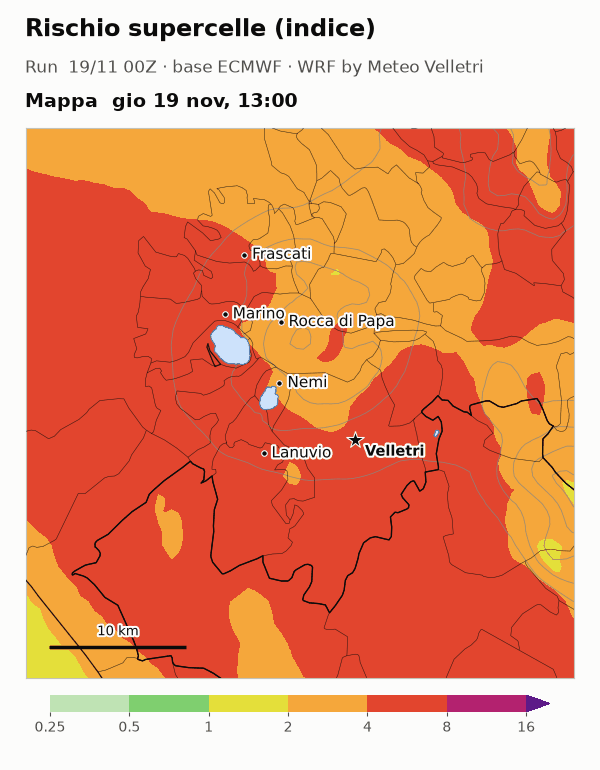 Rischio supercelle (indice)
Run  19/11 00Z · base ECMWF · WRF by Meteo Velletri
Mappa  gio 19 nov, 13:00
Frascati
Marino
Rocca di Papa
Nemi
Velletri
Lanuvio
10 km
0.25 0.5 1 2 4 8 16